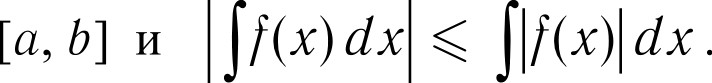 [a, b] и |∫f(x) dx| ⩽ ∫|f(x)| dx.